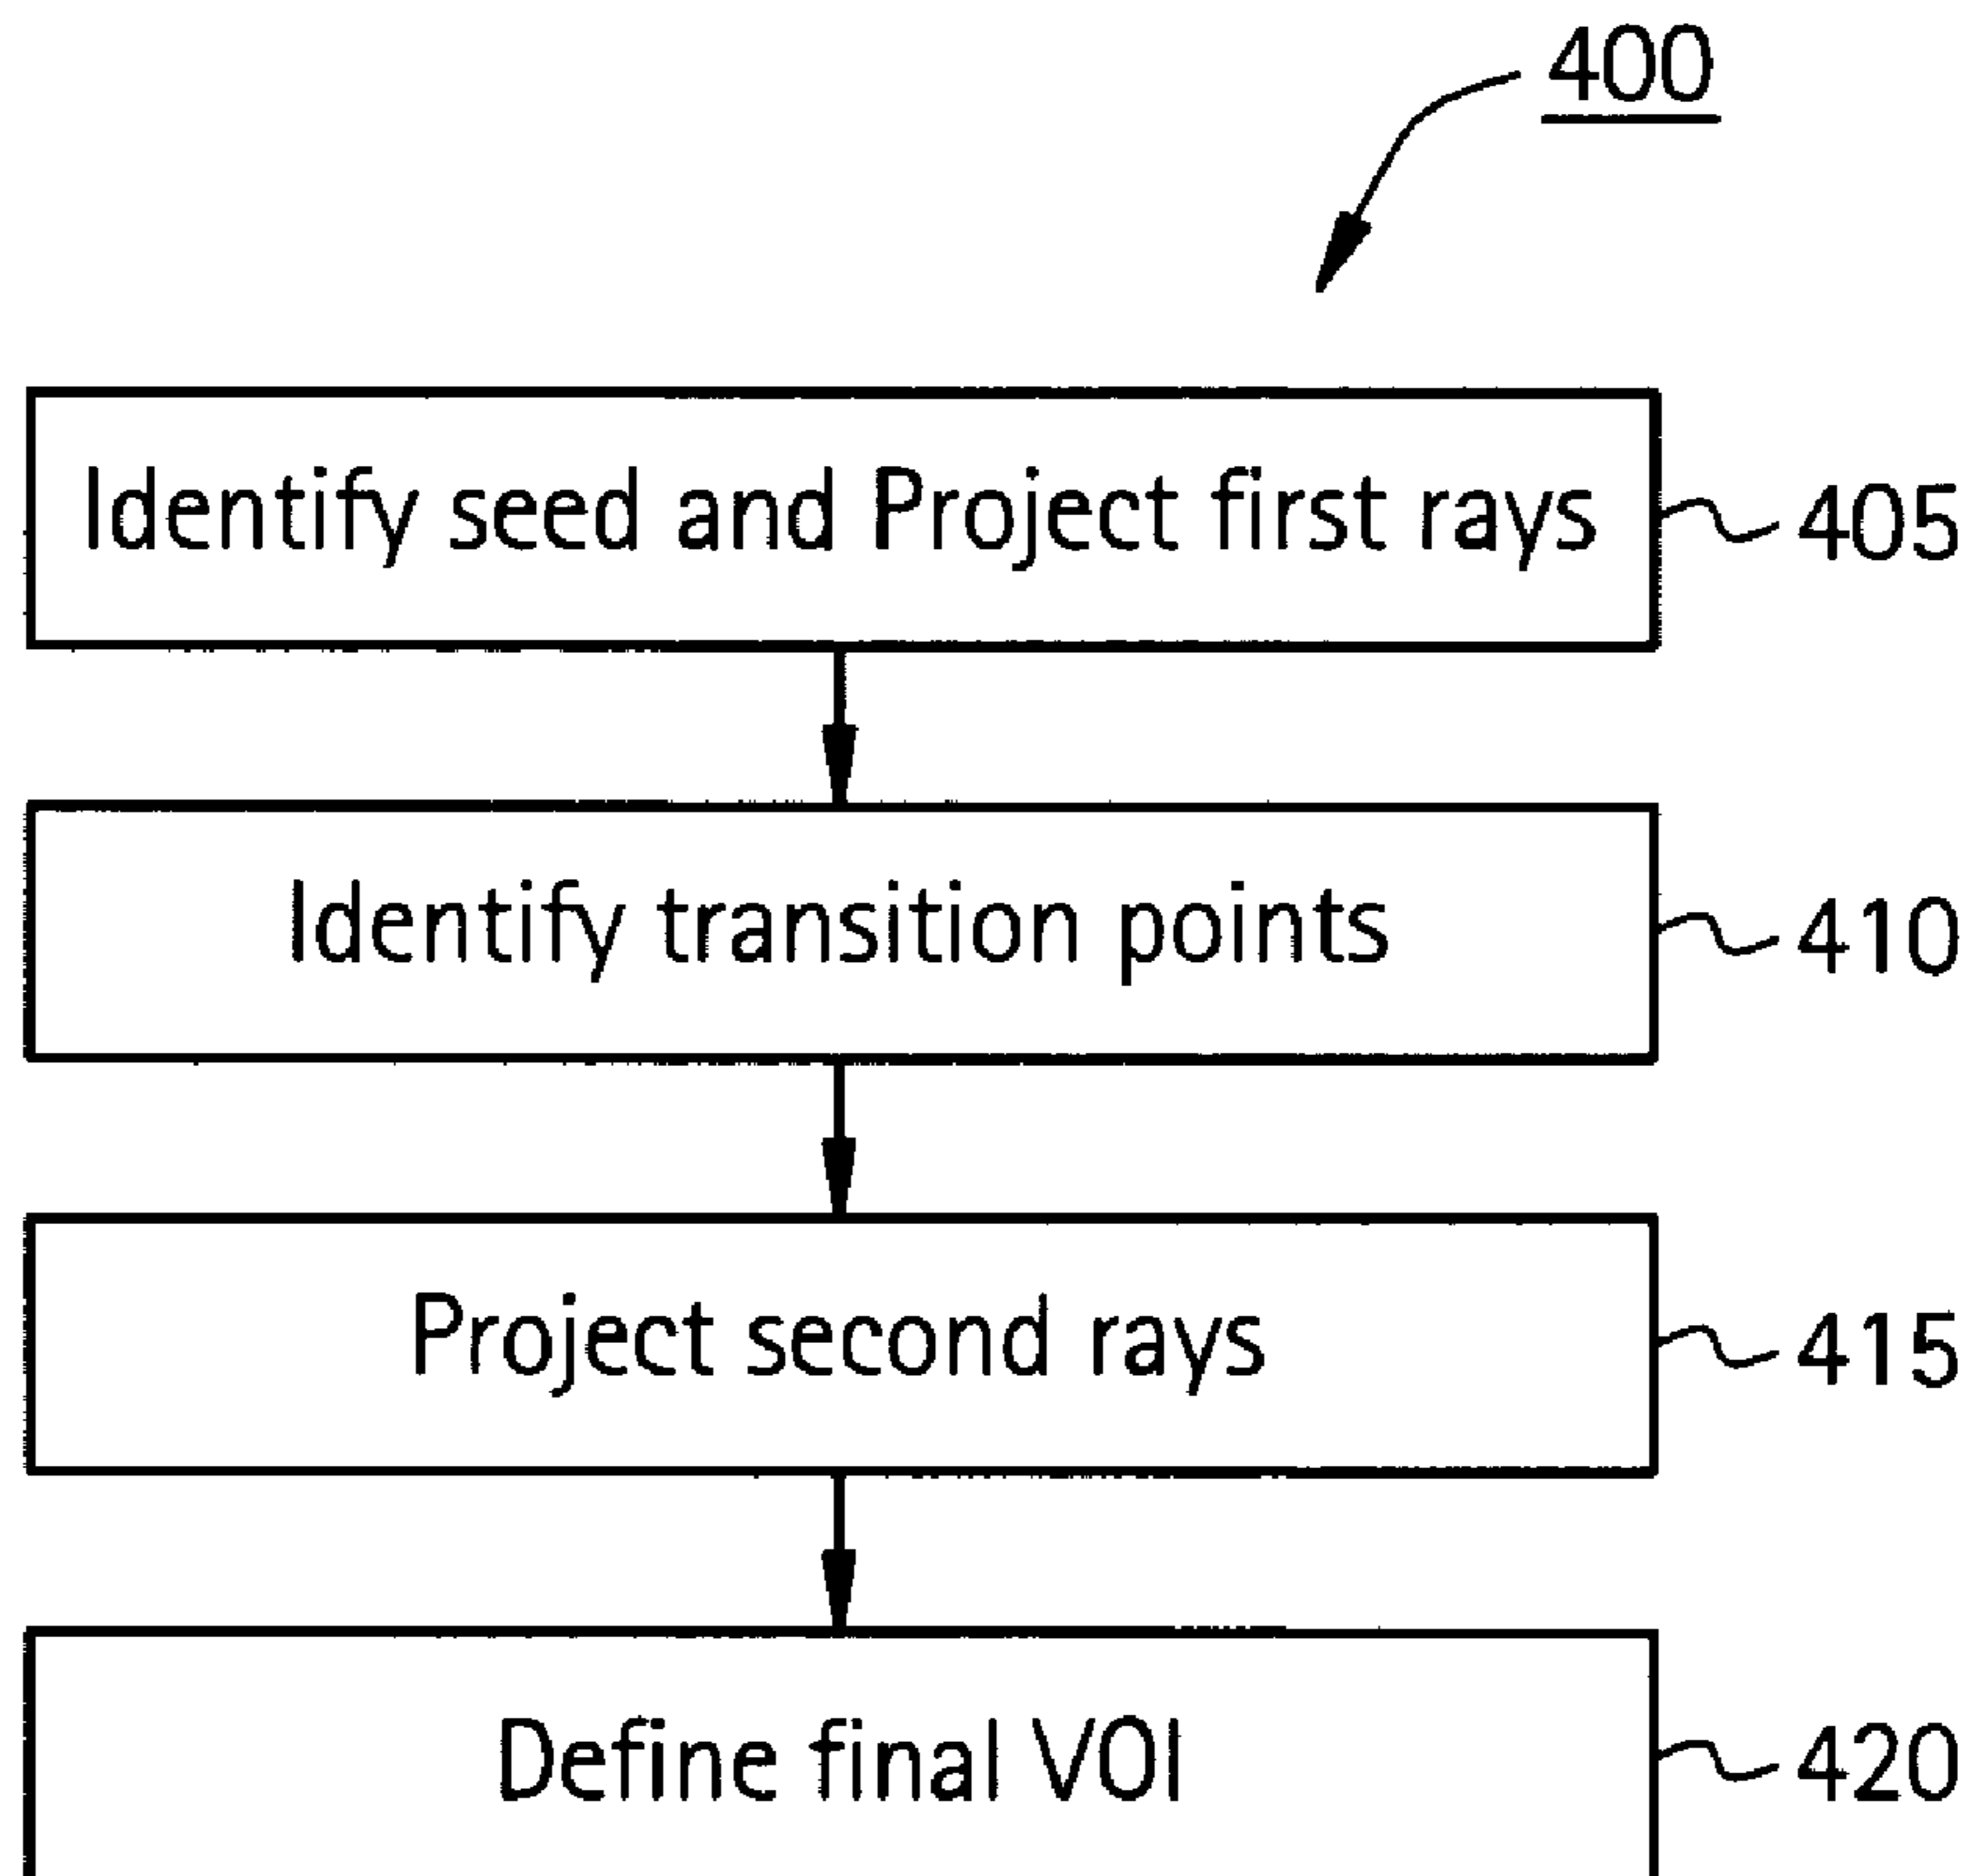 400
Identify seed and Project first rays
405
Identify transition points
410
Project second rays
415
Define final VOI
420